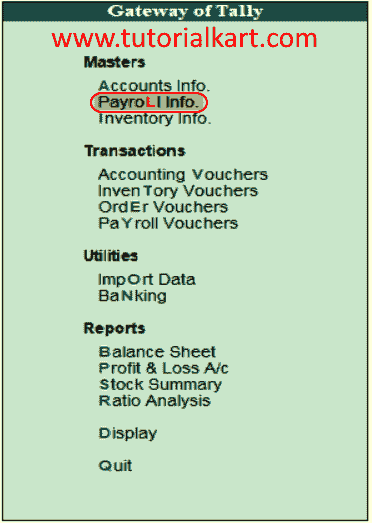 Gateway of Tally
www.tutorialkart.com
Masters
Accounts Info.
PayroLl Info.
Inventory Info.
Transactions
Accounting Vouchers
InvenTory Vouchers
OrdEr Vouchers
PaYroll Vouchers
Utilities
ImpOrt Data
BaNking
Reports
Balance Sheet
Profit & Loss A/c
Stock Summary
Ratio Analysis
Display
Quit